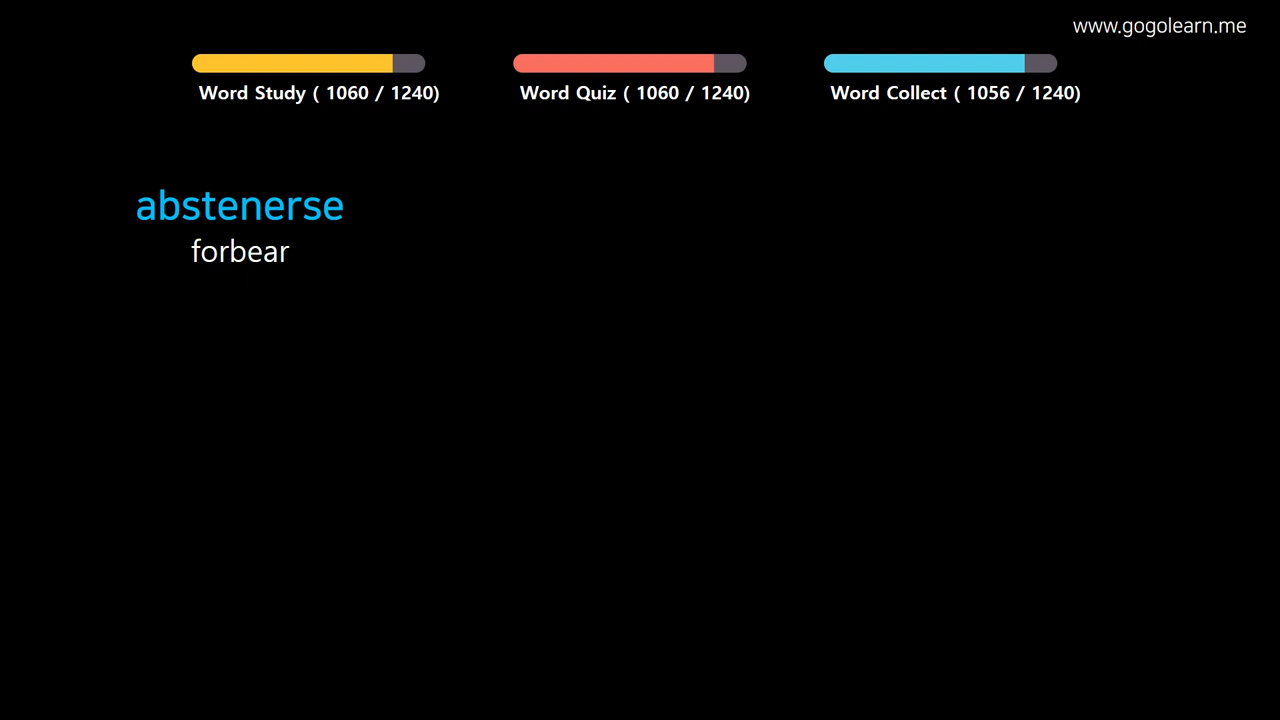 www.gogolearn.me
Word Study ( 1060 / 1240)
Word Quiz ( 1060 / 1240)
Word Collect ( 1056 / 1240)
abstenerse
forbear